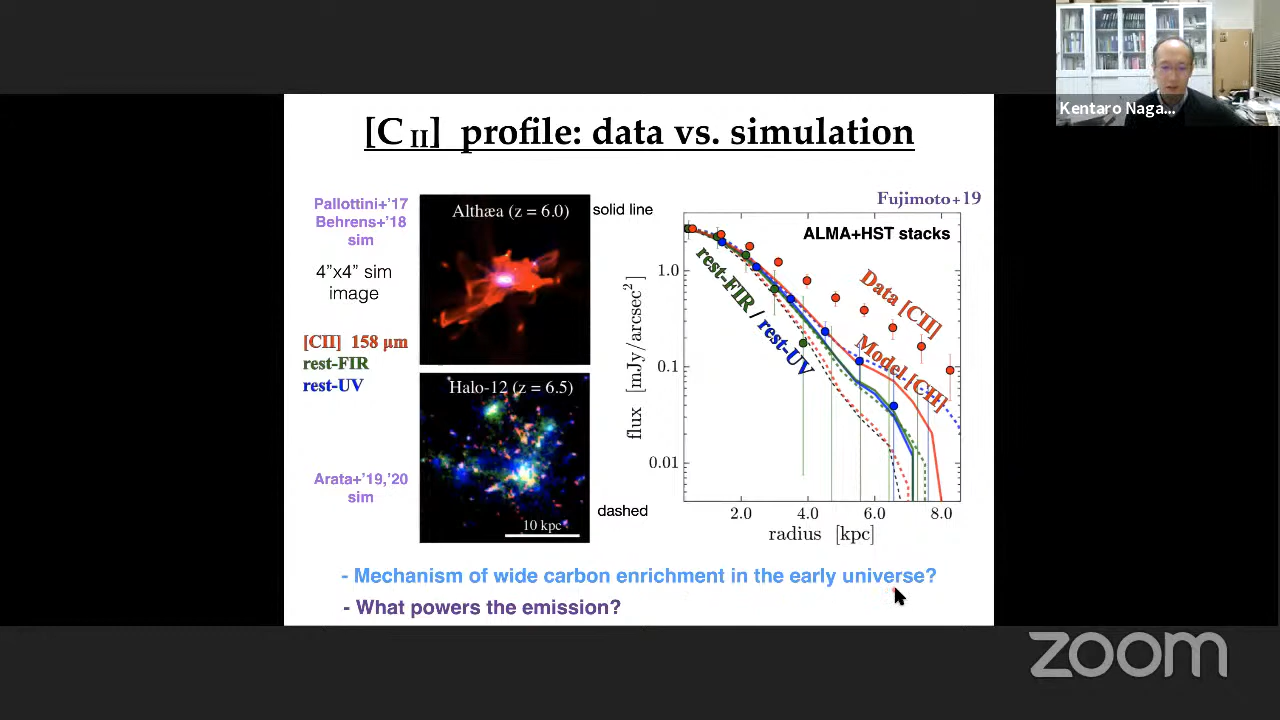 Kentaro Naga...
[C II] profile: data vs. simulation
Pallottini+'17
Behrens+'18
sim
4"x4" sim
image
[CII] 158 μm
rest-FIR
rest-UV
Arata+'19,'20
sim
Althæa (z = 6.0)
Halo-12 (z = 6.5)
10 kpc
solid line
dashed
Fujimoto+19
ALMA+HST stacks
rest-FIR / rest-UV
Data [CII]
Model [CII]
flux [mJy/arcsec²]
1.0
0.1
0.01
2.0 4.0 6.0 8.0
radius [kpc]
- Mechanism of wide carbon enrichment in the early universe?
- What powers the emission?
zoom